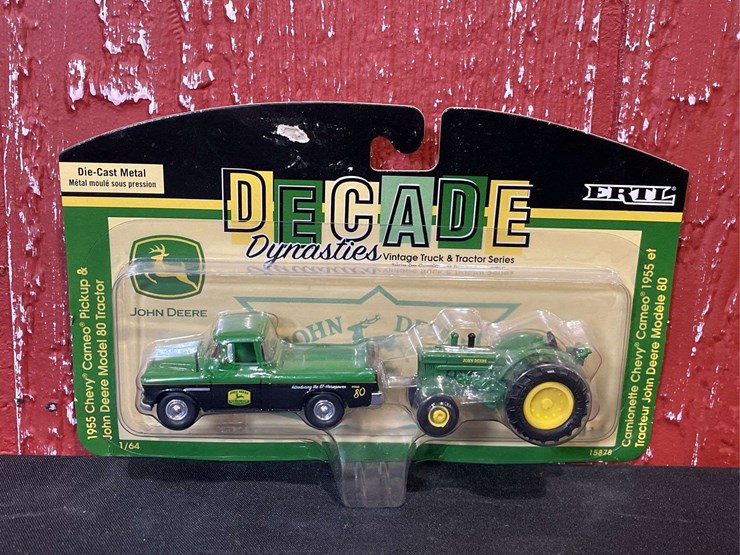 Die-Cast Metal
Métal moulé sous pression
DECADE
Dynasties Vintage Truck & Tractor Series
ERTL®
JOHN DEERE
1955 Chevy® Cameo® Pickup &
John Deere Model 80 Tractor
Camionette Chevy® Cameo® 1955 et
Tracteur John Deere Modèle 80
JOHN DEERE
80
1/64
15878